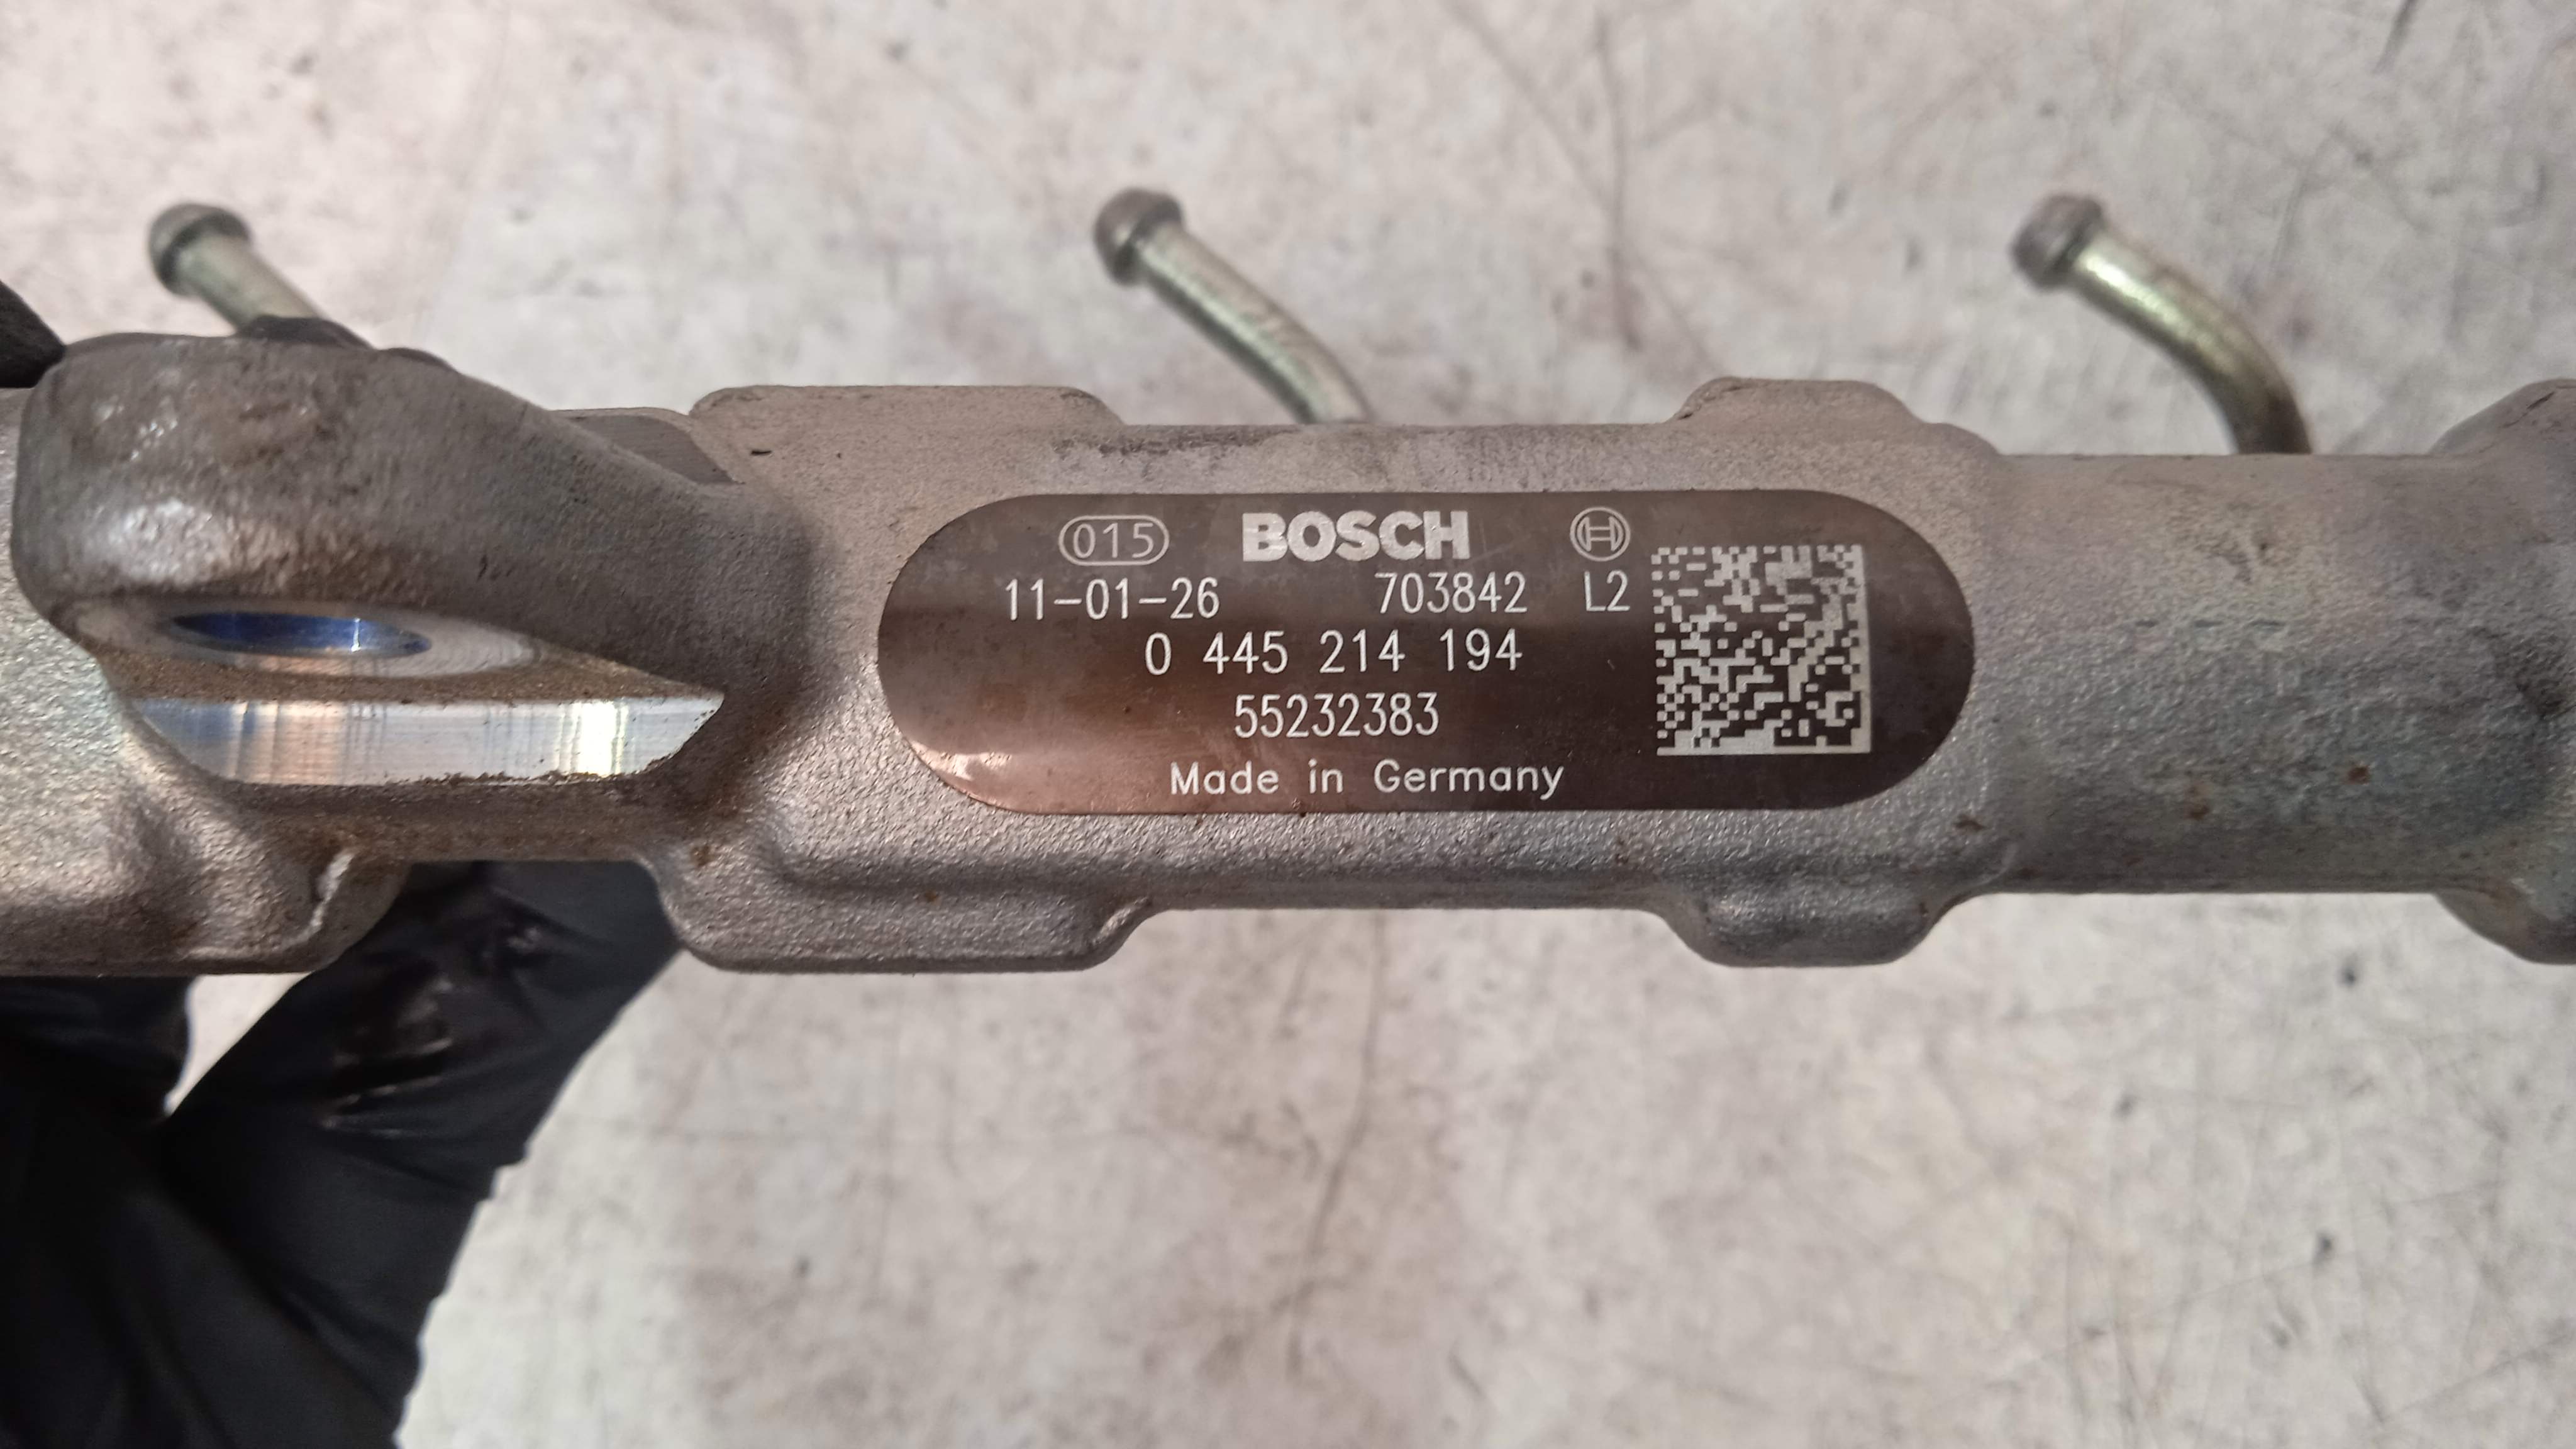 015 BOSCH
11-01-26 703842 L2
0 445 214 194
55232383
Made in Germany